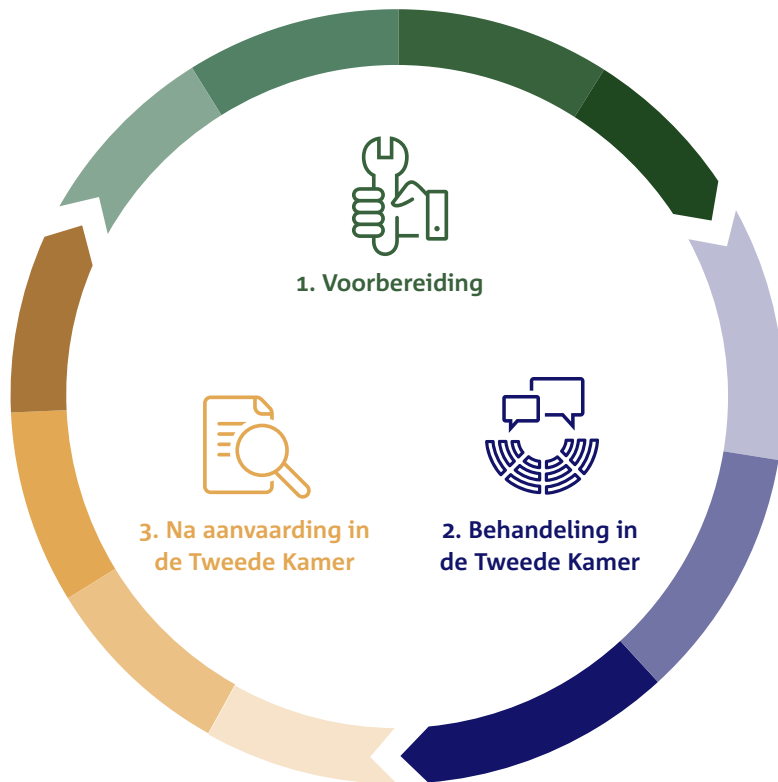 1. Voorbereiding
2. Behandeling in
de Tweede Kamer
3. Na aanvaarding in
de Tweede Kamer